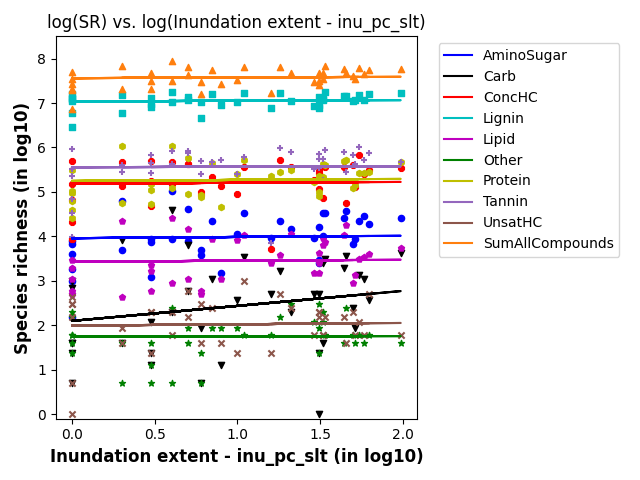 log(SR) vs. log(Inundation extent - inu_pc_slt)
Species richness (in log10)
8
7
6
5
4
3
2
1
0
0.0
0.5
1.0
1.5
2.0
Inundation extent - inu_pc_slt (in log10)
AminoSugar
Carb
ConcHC
Lignin
Lipid
Other
Protein
Tannin
UnsatHC
SumAllCompounds